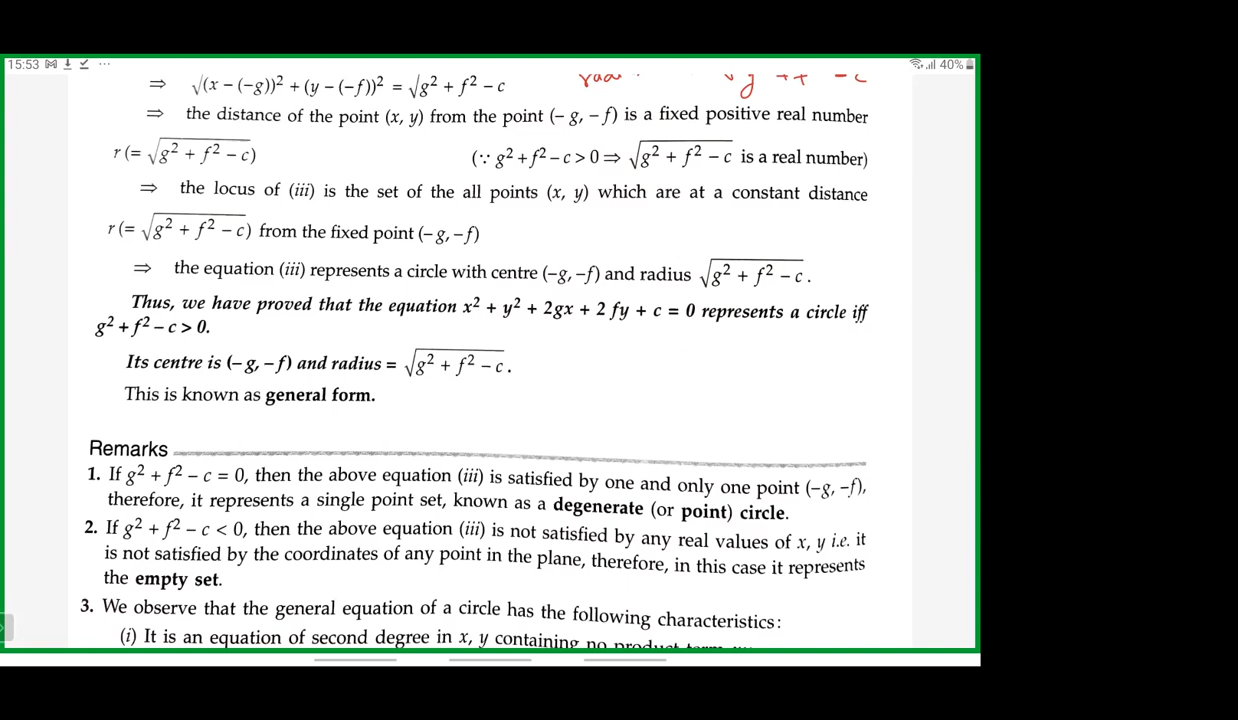 15:53 ...
40%
⇒ √(x − (−g))² + (y − (−f))² = √g² + f² − c
⇒ the distance of the point (x, y) from the point (− g, − f) is a fixed positive real number
r (= √g² + f² − c) (∵ g² + f² − c > 0 ⇒ √g² + f² − c is a real number)
⇒ the locus of (iii) is the set of the all points (x, y) which are at a constant distance
r (= √g² + f² − c) from the fixed point (−g, −f)
⇒ the equation (iii) represents a circle with centre (−g, −f) and radius √g² + f² − c.
Thus, we have proved that the equation x² + y² + 2gx + 2 fy + c = 0 represents a circle iff
g² + f² − c > 0.
Its centre is (− g, − f) and radius = √g² + f² − c.
This is known as general form.
Remarks
1. If g² + f² − c = 0, then the above equation (iii) is satisfied by one and only one point (−g, −f),
therefore, it represents a single point set, known as a degenerate (or point) circle.
2. If g² + f² − c < 0, then the above equation (iii) is not satisfied by any real values of x, y i.e. it
is not satisfied by the coordinates of any point in the plane, therefore, in this case it represents
the empty set.
3. We observe that the general equation of a circle has the following characteristics:
(i) It is an equation of second degree in x, y containing no product term